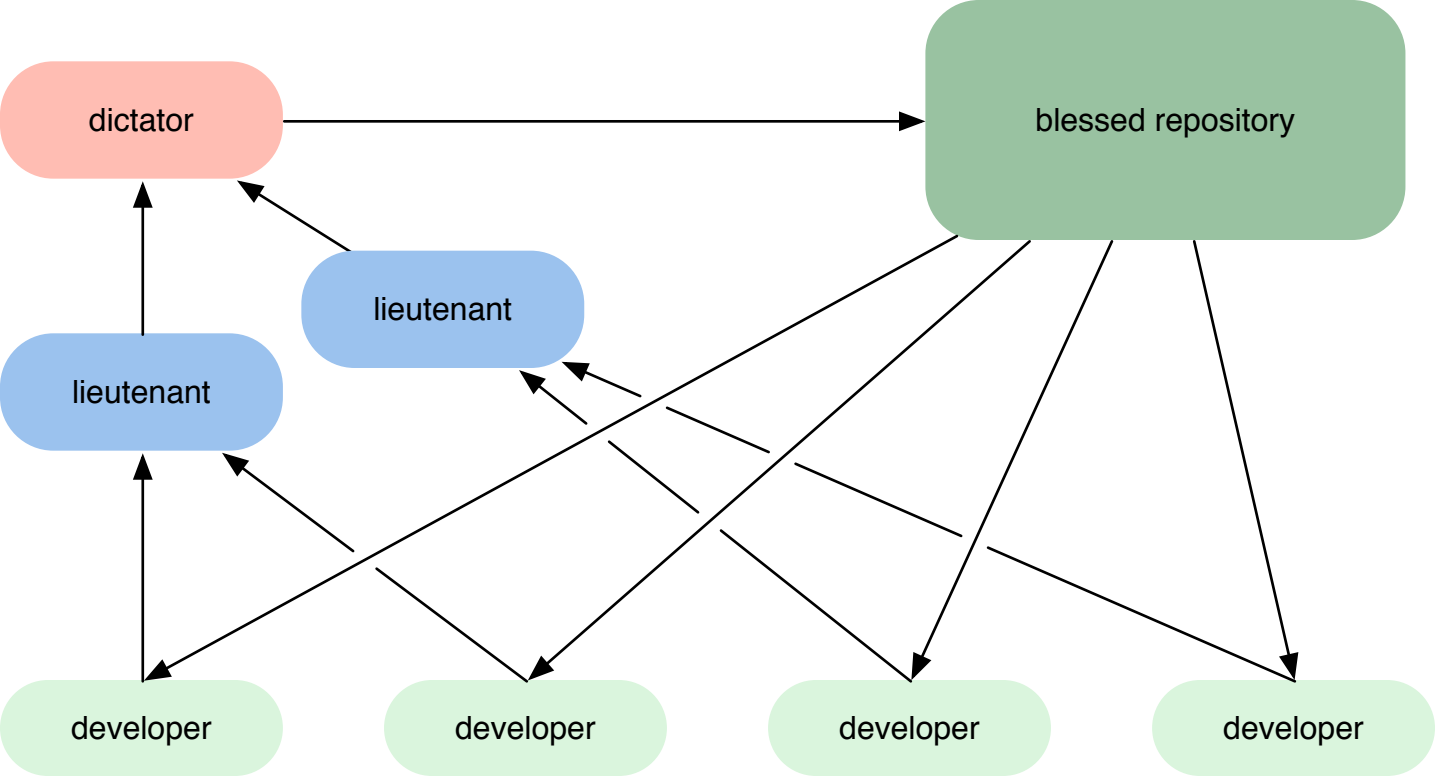 dictator
blessed repository
lieutenant
lieutenant
developer
developer
developer
developer